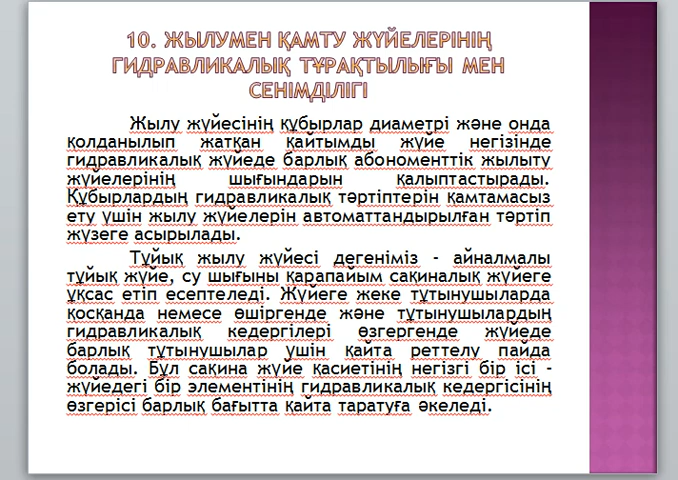 10. ЖЫЛУМЕН ҚАМТУ ЖҮЙЕЛЕРІНІҢ
ГИДРАВЛИКАЛЫҚ ТҰРАҚТЫЛЫҒЫ МЕН
СЕНІМДІЛІГІ
Жылу жүйесінің құбырлар диаметрі және онда
қолданылып жатқан қайтымды жүйе негізінде
гидравликалық жүйеде барлық абономенттік жылыту
жүйелерінің шығындарын қалыптастырады.
Құбырлардың гидравликалық тәртіптерін қамтамасыз
ету үшін жылу жүйелерін автоматтандырылған тәртіп
жүзеге асырылады.
Тұйық жылу жүйесі дегеніміз - айналмалы
тұйық жүйе, су шығыны қарапайым сақиналық жүйеге
ұқсас етіп есептеледі. Жүйеге жеке тұтынушыларда
қосқанда немесе өшіргенде және тұтынушылардың
гидравликалық кедергілері өзгергенде жүйеде
барлық тұтынушылар үшін қайта реттелу пайда
болады. Бұл сақина жүйе қасиетінің негізгі бір ісі -
жүйедегі бір элементінің гидравликалық кедергісінің
өзгерісі барлық бағытта қайта таратуға әкеледі.